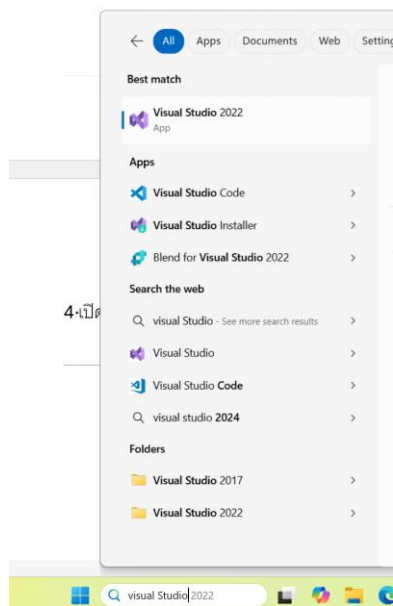 All Apps Documents Web Setting
Best match
Visual Studio 2022
App
Apps
Visual Studio Code
Visual Studio Installer
Blend for Visual Studio 2022
Search the web
visual Studio - See more search results
Visual Studio
Visual Studio Code
visual studio 2024
Folders
Visual Studio 2017
Visual Studio 2022
4.เปิด
visual Studio 2022